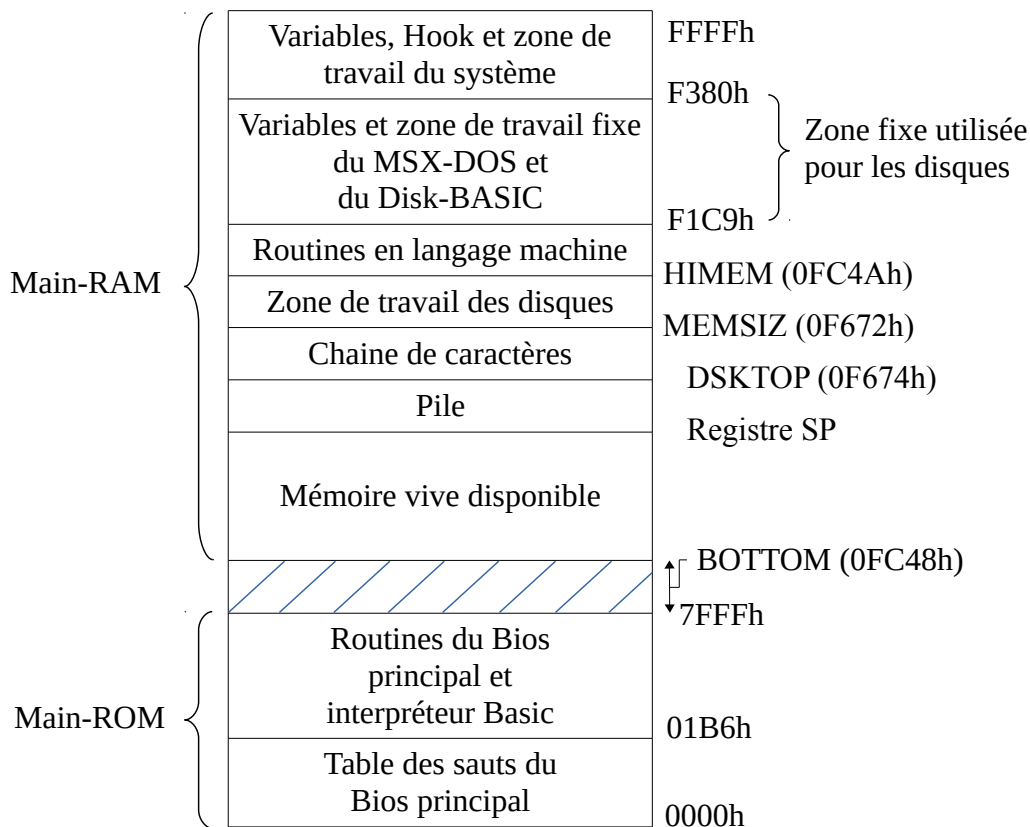 Variables, Hook et zone de
travail du système
FFFFh
F380h
Variables et zone de travail fixe
du MSX-DOS et
du Disk-BASIC
Zone fixe utilisée
pour les disques
F1C9h
Routines en langage machine
Main-RAM
HIMEM (0FC4Ah)
Zone de travail des disques
MEMSIZ (0F672h)
Chaine de caractères
DSKTOP (0F674h)
Pile
Registre SP
Mémoire vive disponible
BOTTOM (0FC48h)
7FFFh
Routines du Bios
principal et
interpréteur Basic
Main-ROM
01B6h
Table des sauts du
Bios principal
0000h